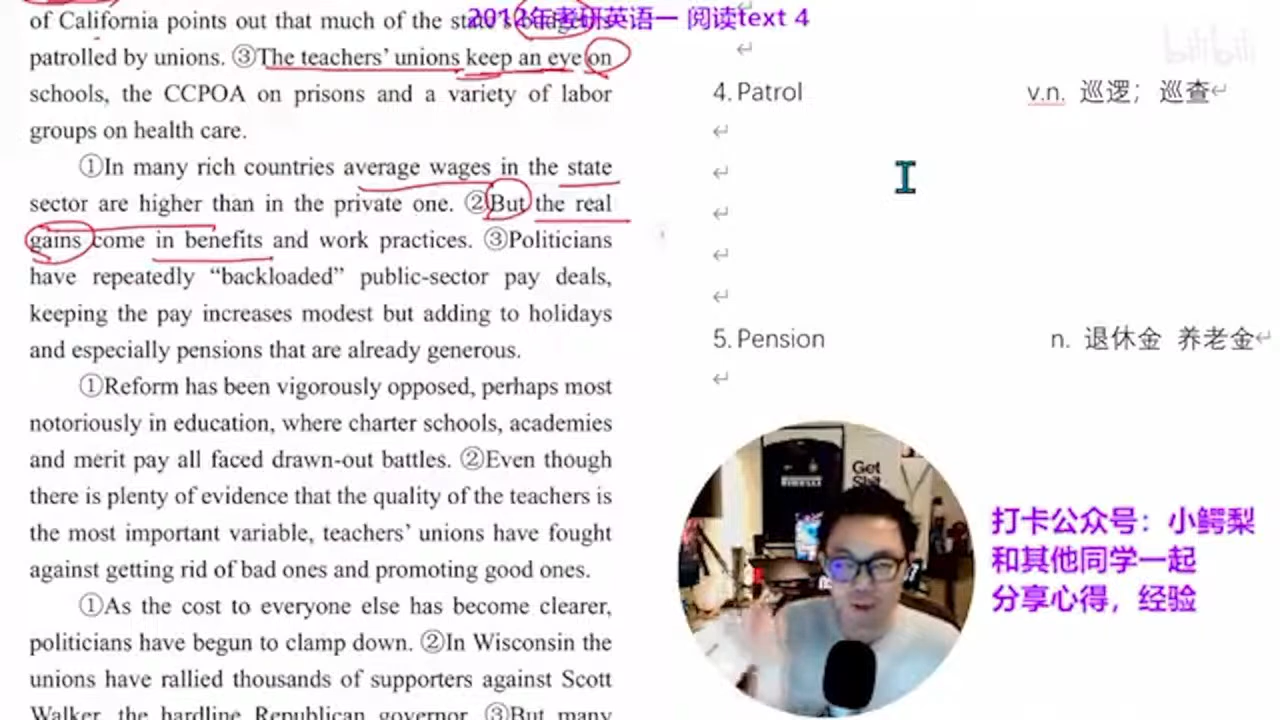 2012年考研英语一 阅读text 4
of California points out that much of the state's budget is
patrolled by unions. ③The teachers' unions keep an eye on
schools, the CCPOA on prisons and a variety of labor
groups on health care.
①In many rich countries average wages in the state
sector are higher than in the private one. ②But the real
gains come in benefits and work practices. ③Politicians
have repeatedly “backloaded” public-sector pay deals,
keeping the pay increases modest but adding to holidays
and especially pensions that are already generous.
①Reform has been vigorously opposed, perhaps most
notoriously in education, where charter schools, academies
and merit pay all faced drawn-out battles. ②Even though
there is plenty of evidence that the quality of the teachers is
the most important variable, teachers' unions have fought
against getting rid of bad ones and promoting good ones.
①As the cost to everyone else has become clearer,
politicians have begun to clamp down. ②In Wisconsin the
unions have rallied thousands of supporters against Scott
Walker, the hardline Republican governor. ③But many
bilibili
4. Patrol v.n. 巡逻；巡查
5. Pension n. 退休金 养老金
Get
Shit
打卡公众号：小鳄梨
和其他同学一起
分享心得，经验